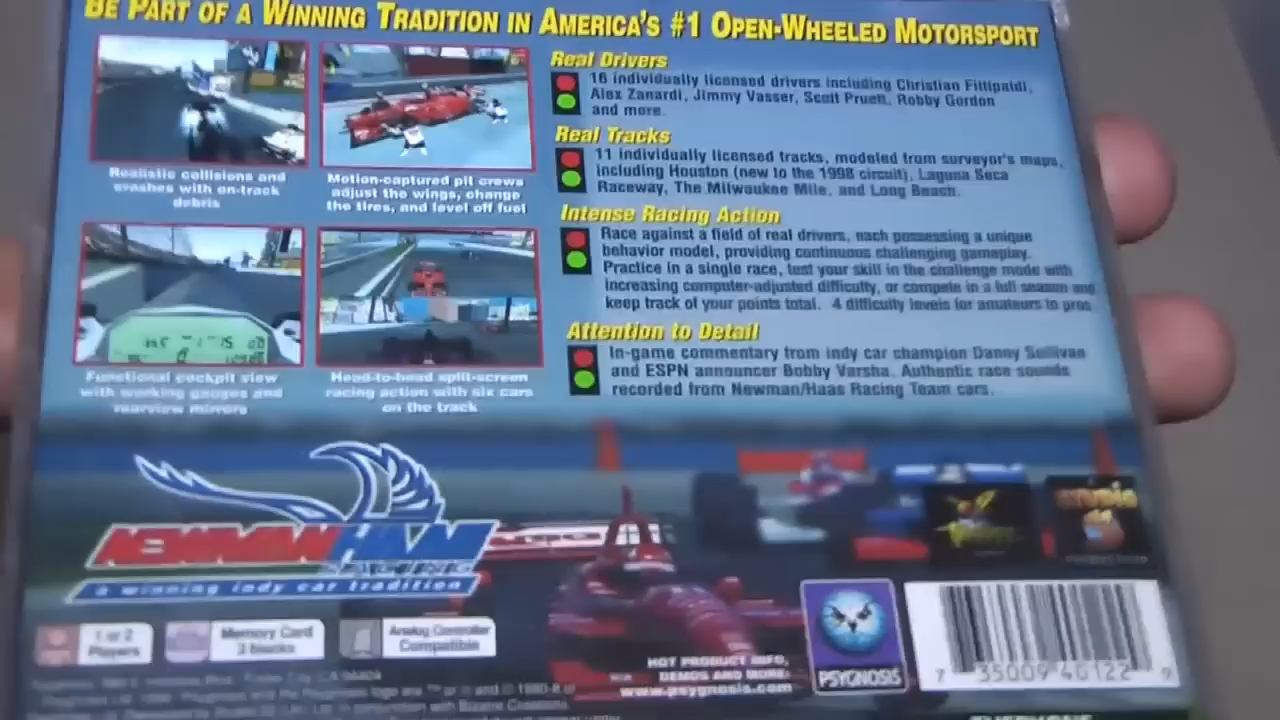 BE PART OF A WINNING TRADITION IN AMERICA'S #1 OPEN-WHEELED MOTORSPORT
Realistic collisions and
crashes with on-track
debris
Motion-captured pit crews
adjust the wings, change
the tires, and level off fuel
Functional cockpit view
with working gauges and
rearview mirrors
Head-to-head split-screen
racing action with six cars
on the track
Real Drivers
16 individually licensed drivers including Christian Fittipaldi,
Alex Zanardi, Jimmy Vasser, Scott Pruett, Robby Gordon
and more.
Real Tracks
11 individually licensed tracks, modeled from surveyor's maps,
including Houston (new to the 1998 circuit), Laguna Seca
Raceway, The Milwaukee Mile, and Long Beach.
Intense Racing Action
Race against a field of real drivers, each possessing a unique
behavior model, providing continuous challenging gameplay.
Practice in a single race, test your skill in the challenge mode with
increasing computer-adjusted difficulty, or compete in a full season and
keep track of your points total. 4 difficulty levels for amateurs to pros.
Attention to Detail
In-game commentary from indy car champion Danny Sullivan
and ESPN announcer Bobby Varsha. Authentic race sounds
recorded from Newman/Haas Racing Team cars.
NEWMAN HAAS
RACING
a winning indy car tradition
1 or 2
Players
Memory Card
3 blocks
Analog Controller
Compatible
HOT PRODUCT INFO,
DEMOS AND MORE:
www.psygnosis.com
PSYGNOSIS
7 35009 46122 9